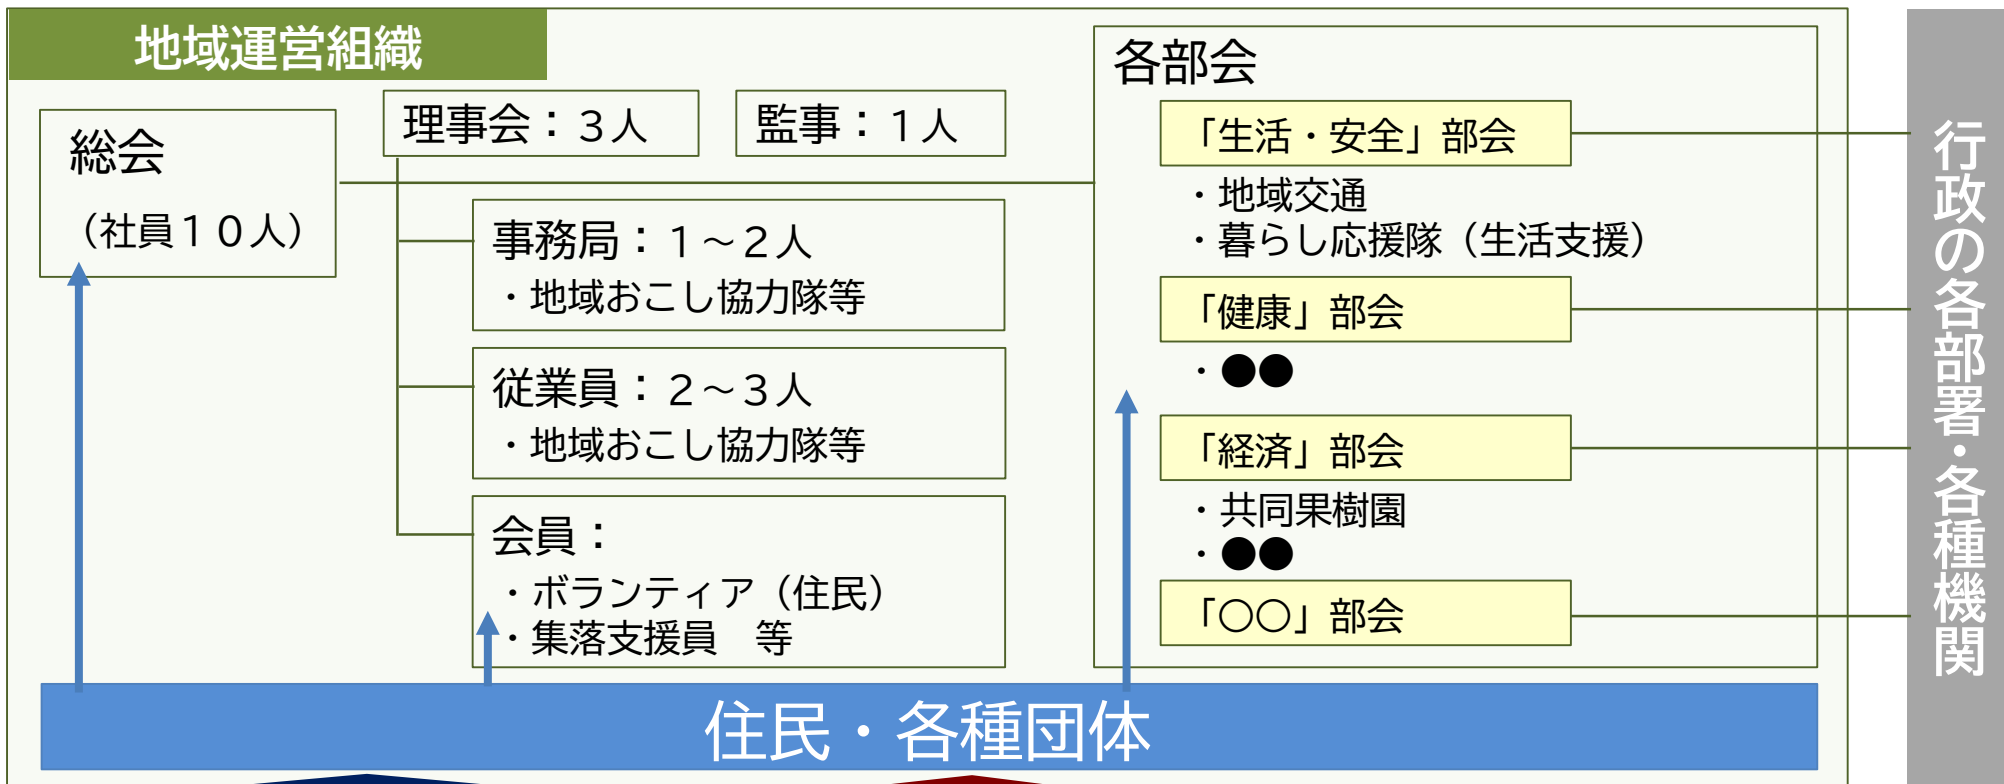 地域運営組織
総会
（社員１０人）
理事会：３人
監事：１人
事務局：１～２人
・地域おこし協力隊等
従業員：２～３人
・地域おこし協力隊等
会員：
・ボランティア（住民）
・集落支援員　等
各部会
「生活・安全」部会
・地域交通
・暮らし応援隊（生活支援）
「健康」部会
・●●
「経済」部会
・共同果樹園
・●●
「○○」部会
行政の各部署・各種機関
住民・各種団体